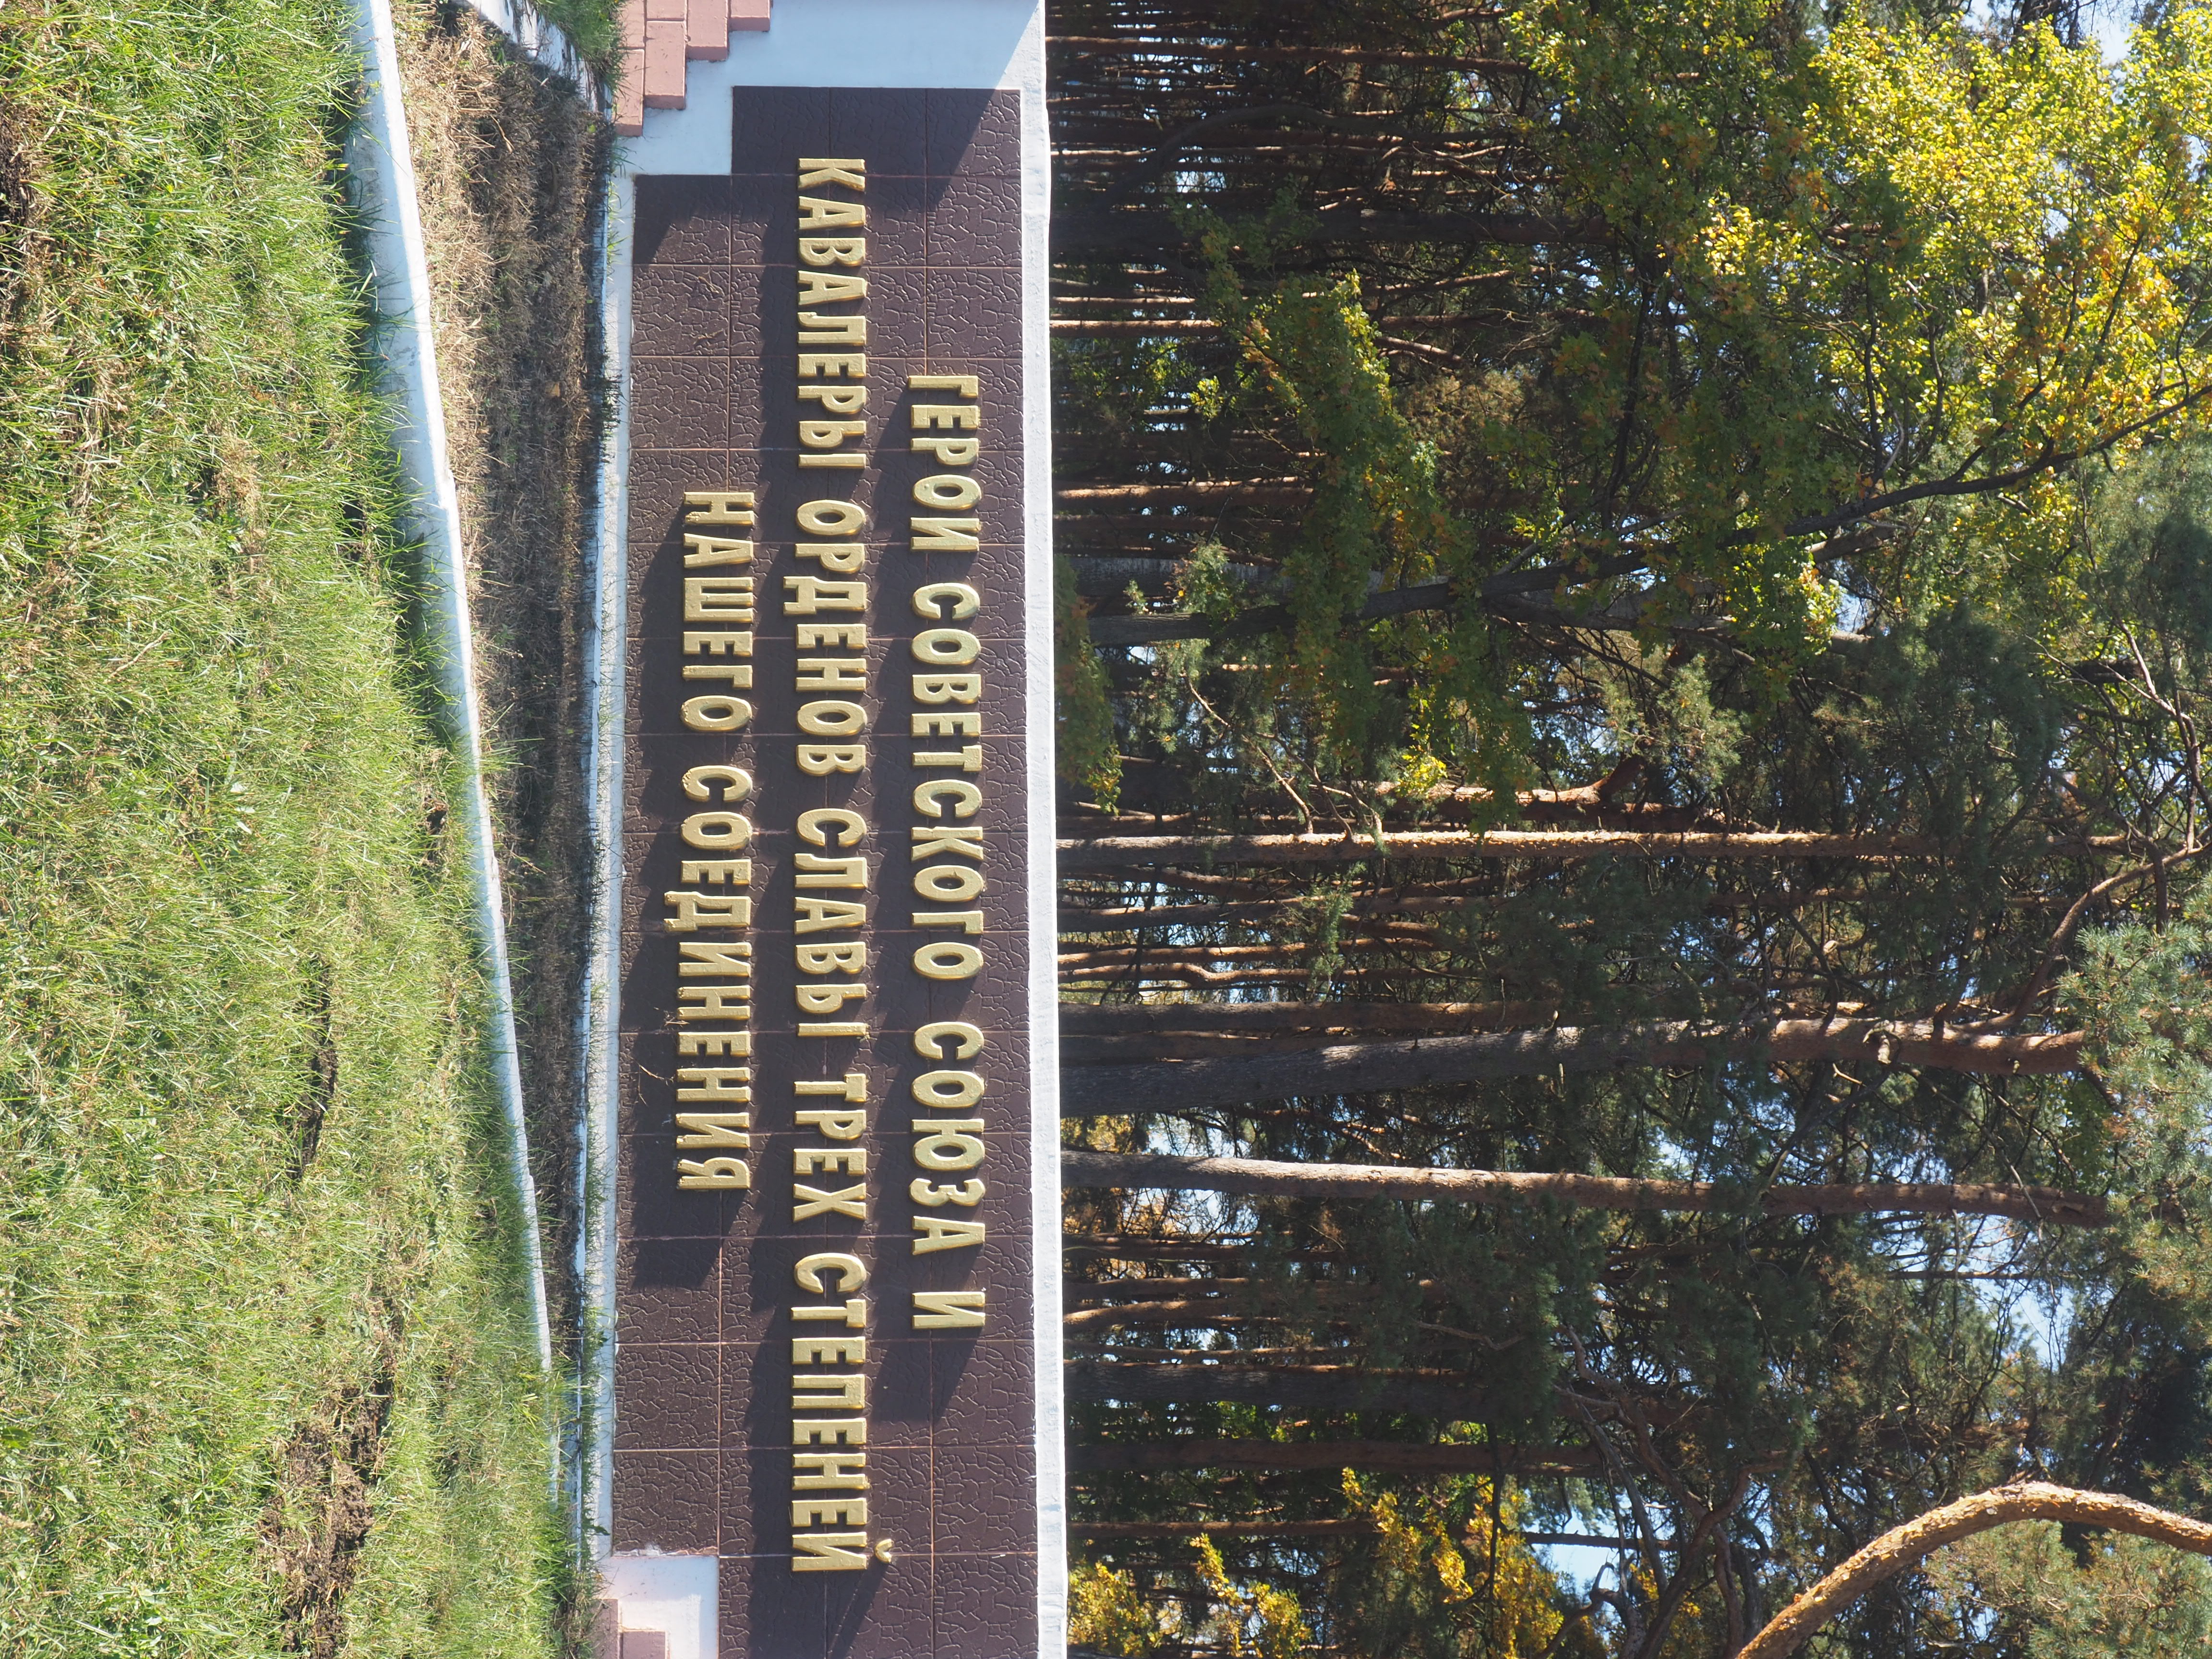 ГЕРОИ СОВЕТСКОГО СОЮЗА И
КАВАЛЕРЫ ОРДЕНОВ СЛАВЫ ТРЕХ СТЕПЕНЕЙ
НАШЕГО СОЕДИНЕНИЯ